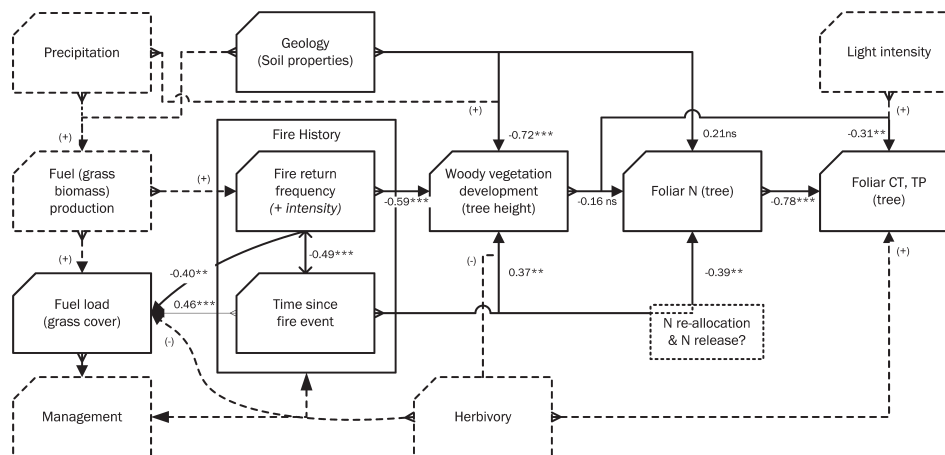 Precipitation
Geology
(Soil properties)
Light intensity
(+)
(+)
(+)
Fire History
-0.72***
0.21ns
-0.31**
Fuel (grass
biomass)
production
(+)
Fire return
frequency
(+ intensity)
-0.59***
Woody vegetation
development
(tree height)
-0.16 ns
Foliar N (tree)
-0.78***
Foliar CT, TP
(tree)
(+)
-0.49***
(-)
(+)
-0.40**
0.37**
-0.39**
Fuel load
(grass cover)
0.46***
Time since
fire event
N re-allocation
& N release?
(-)
Management
Herbivory